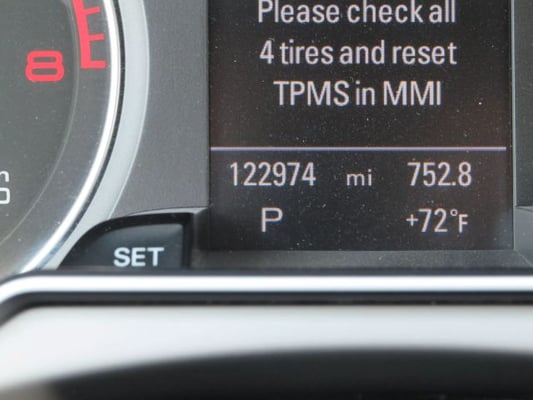 Please check all
4 tires and reset
TPMS in MMI
8
122974 mi 752.8
P +72°F
SET